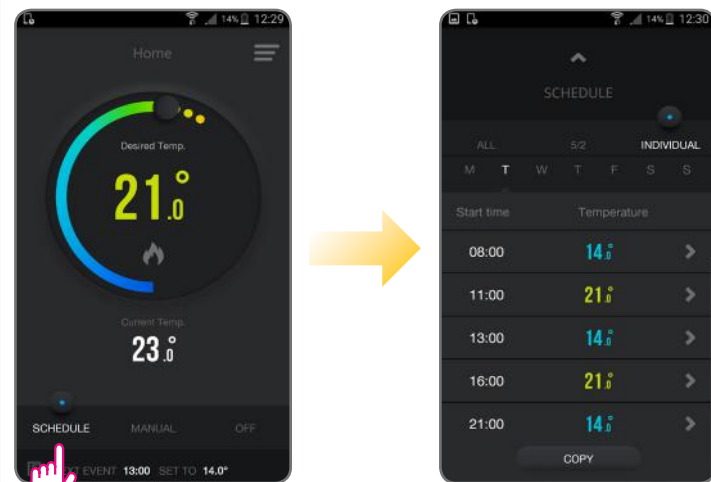 14% 12:29
Home
Desired Temp.
21.0°
Current Temp.
23.0°
SCHEDULE MANUAL OFF
EVENT 13:00 SET TO 14.0°
14% 12:30
SCHEDULE
ALL 5/2 INDIVIDUAL
M T W T F S S
Start time Temperature
08:00 14.0°
11:00 21.0°
13:00 14.0°
16:00 21.0°
21:00 14.0°
COPY